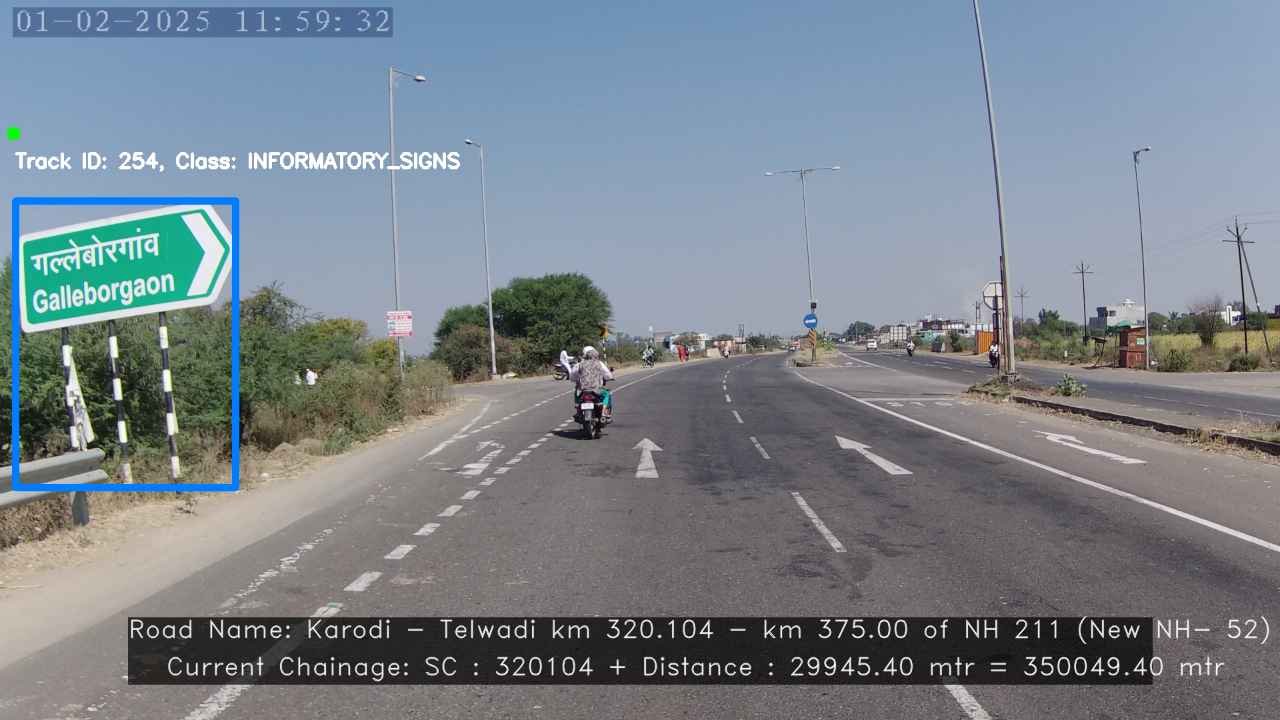 01-02-2025 11:59:32
Track ID: 254, Class: INFORMATORY_SIGNS
गल्लेबोरगांव
Galleborgaon
Road Name: Karodi - Telwadi km 320.104 - km 375.00 of NH 211 (New NH- 52)
Current Chainage: SC : 320104 + Distance : 29945.40 mtr = 350049.40 mtr